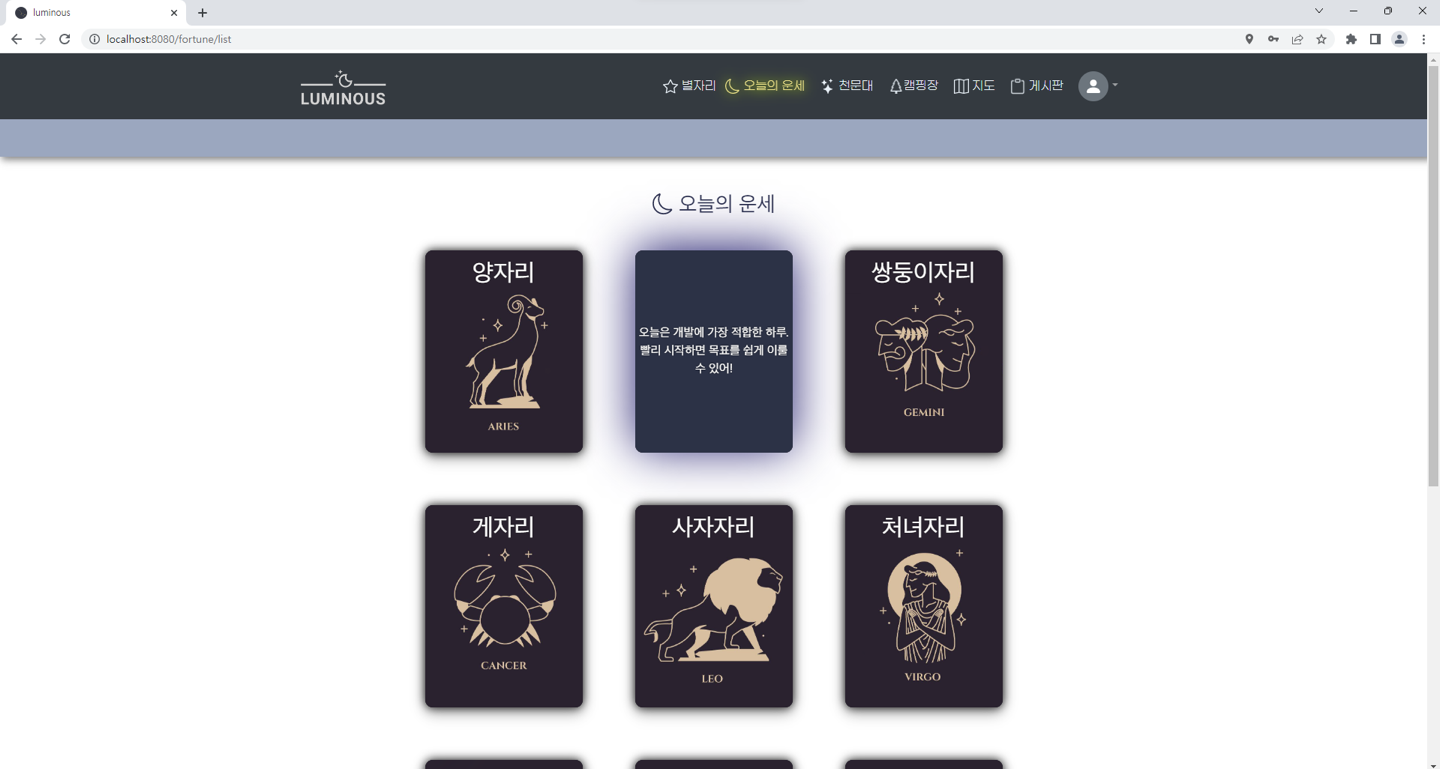 luminous
localhost:8080/fortune/list
LUMINOUS
별자리 오늘의 운세 천문대 캠핑장 지도 게시판
오늘의 운세
양자리
ARIES
오늘은 개발에 가장 적합한 하루.
빨리 시작하면 목표를 쉽게 이룰
수 있어!
쌍둥이자리
GEMINI
게자리
CANCER
사자자리
LEO
처녀자리
VIRGO